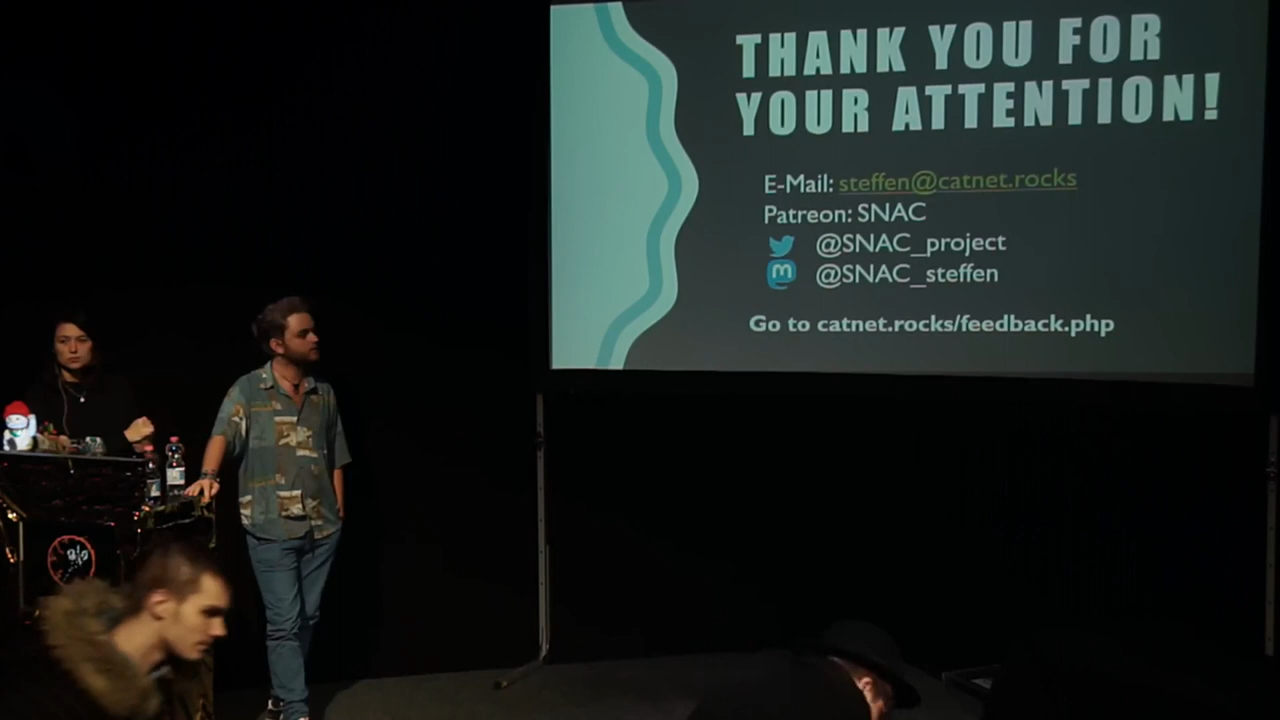 THANK YOU FOR
YOUR ATTENTION!
E-Mail: steffen@catnet.rocks
Patreon: SNAC
@SNAC_project
@SNAC_steffen
Go to catnet.rocks/feedback.php